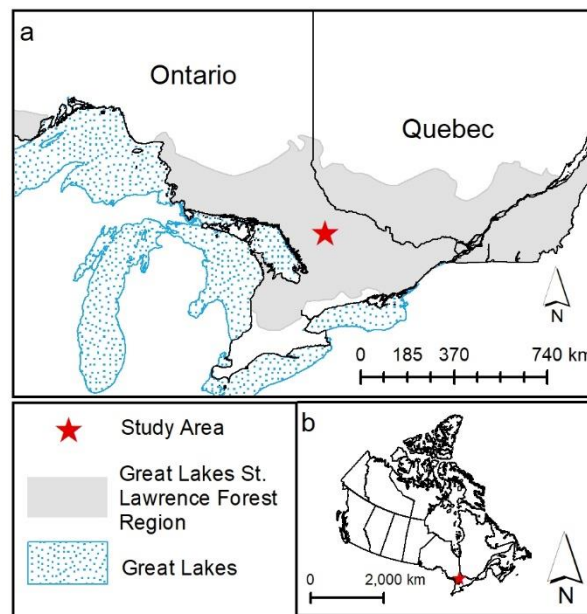 a
Ontario
Quebec
N
0 185 370 740 km
Study Area
Great Lakes St.
Lawrence Forest
Region
Great Lakes
b
0 2,000 km
N